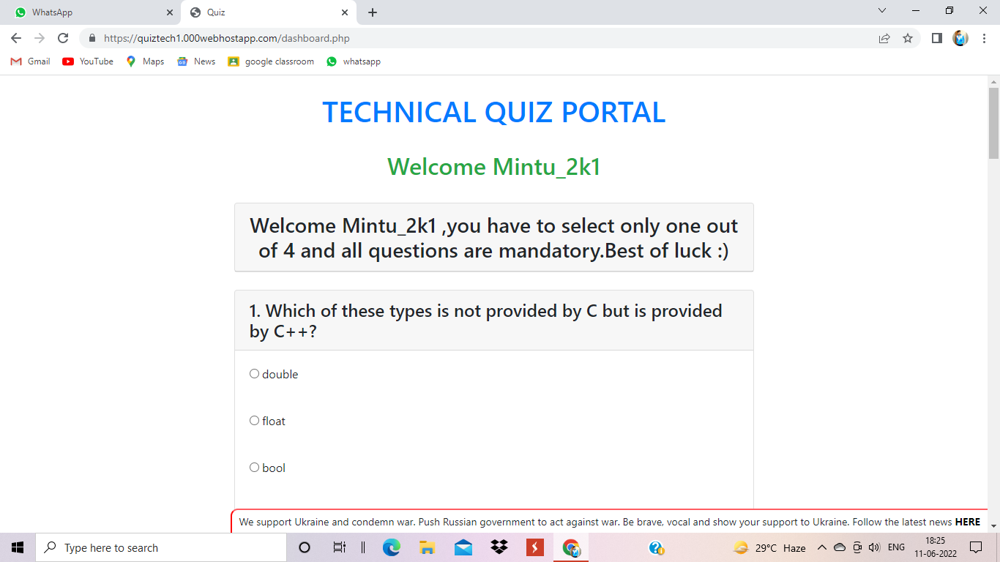 WhatsApp
Quiz
https://quiztech1.000webhostapp.com/dashboard.php
Gmail
YouTube
Maps
News
google classroom
whatsapp
TECHNICAL QUIZ PORTAL
Welcome Mintu_2k1
Welcome Mintu_2k1 ,you have to select only one out
of 4 and all questions are mandatory.Best of luck :)
1. Which of these types is not provided by C but is provided
by C++?
double
float
bool
We support Ukraine and condemn war. Push Russian government to act against war. Be brave, vocal and show your support to Ukraine. Follow the latest news HERE
Type here to search
29°C Haze
ENG
18:25
11-06-2022